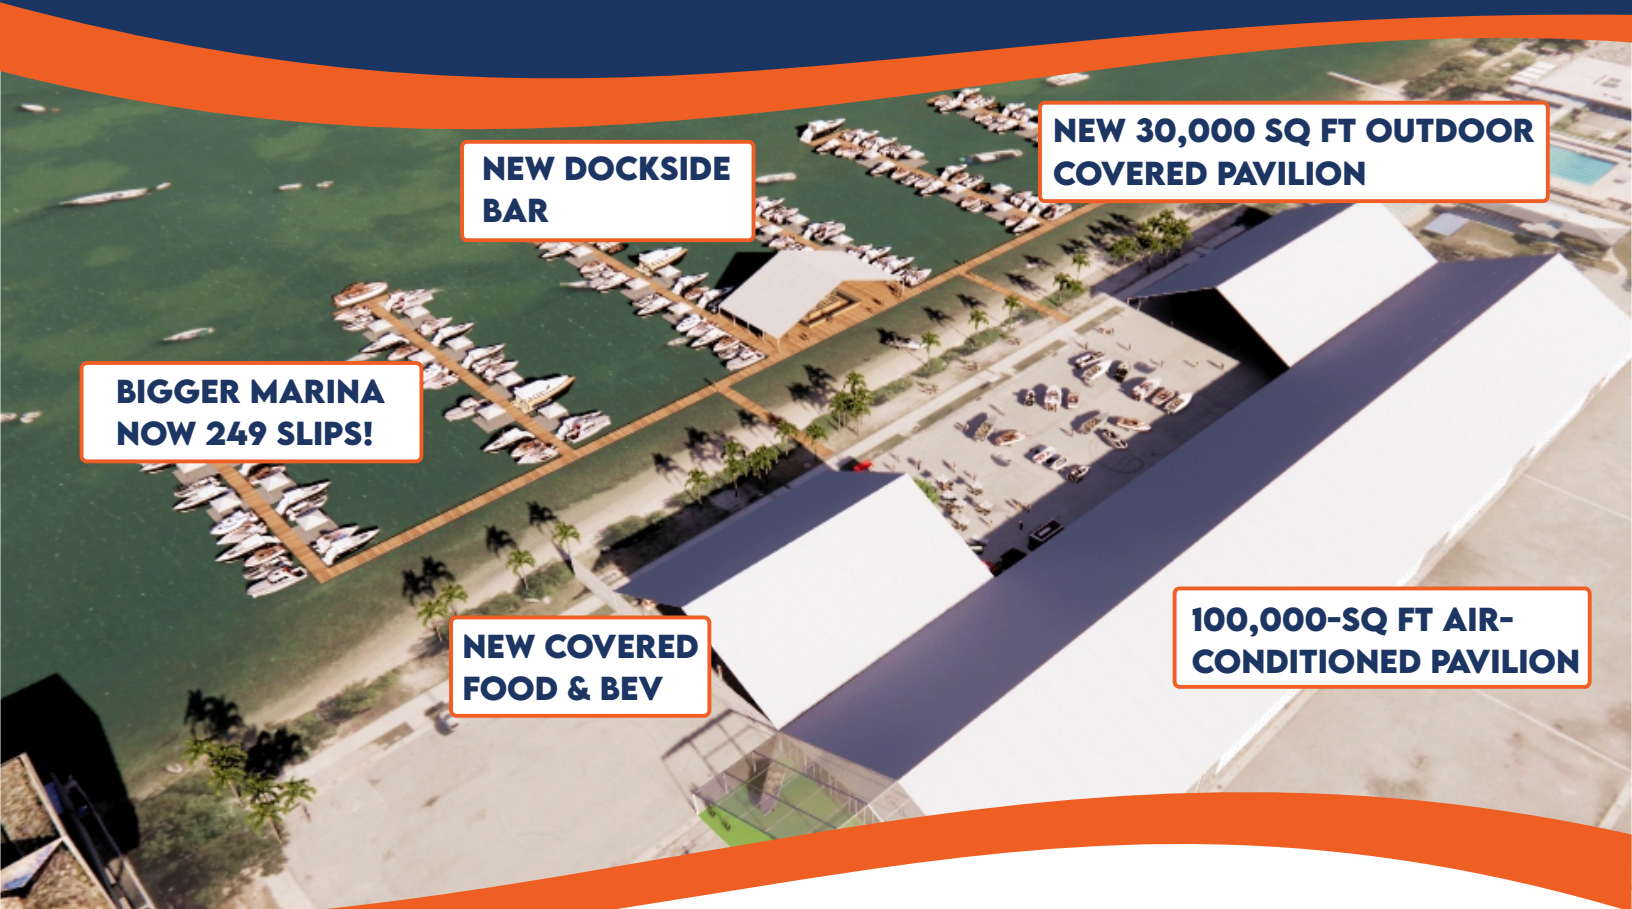 NEW 30,000 SQ FT OUTDOOR
COVERED PAVILION
NEW DOCKSIDE
BAR
BIGGER MARINA
NOW 249 SLIPS!
NEW COVERED
FOOD & BEV
100,000-SQ FT AIR-
CONDITIONED PAVILION